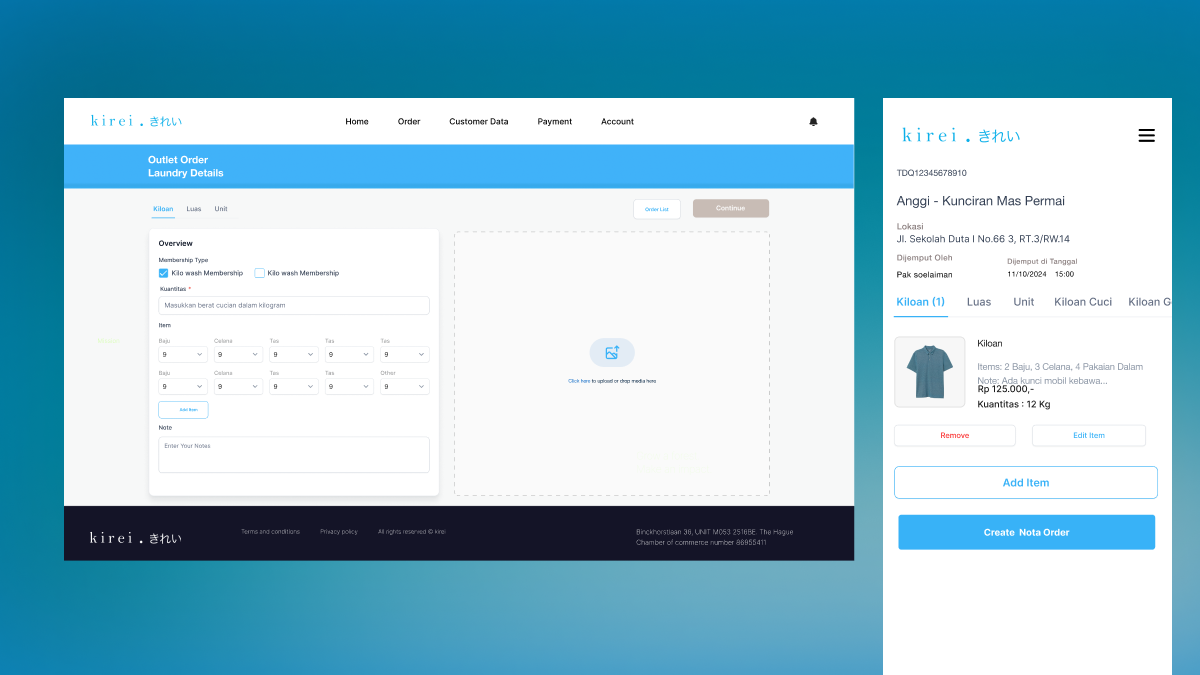 kirei . きれい
Home Order Customer Data Payment Account
Outlet Order
Laundry Details
Kiloan Luas Unit
Order List
Continue
Overview
Membership Type
Kilo wash Membership Kilo wash Membership
Kuantitas *
Masukkan berat cucian dalam kilogram
Item
Baju Celana Tas Tas Tas
9 9 9 9 9
Baju Celana Tas Tas Other
9 9 9 9 9
Add Item
Note
Enter Your Notes
Click here to upload or drop media here
kirei . きれい
Terms and conditions Privacy policy All rights reserved © kirei
Binckhorstlaan 36, UNIT M053 2516BE. The Hague
Chamber of commerce number 86955411
kirei . きれい
TDQ12345678910
Anggi - Kunciran Mas Permai
Lokasi
Jl. Sekolah Duta I No.66 3, RT.3/RW.14
Dijemput Oleh Dijemput di Tanggal
Pak soelaiman 11/10/2024 15:00
Kiloan (1) Luas Unit Kiloan Cuci Kiloan G
Kiloan
Items: 2 Baju, 3 Celana, 4 Pakaian Dalam
Note: Ada kunci mobil kebawa...
Rp 125.000,-
Kuantitas : 12 Kg
Remove Edit Item
Add Item
Create Nota Order